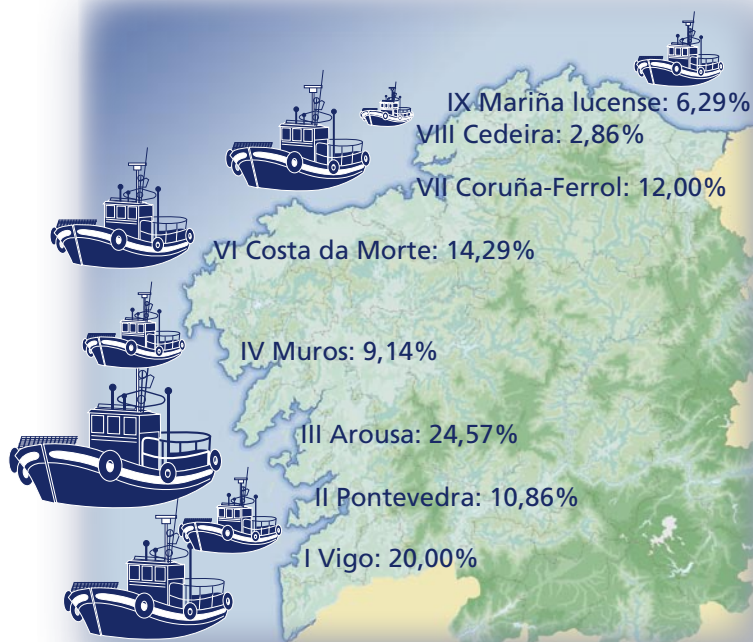 IX Mariña lucense: 6,29%
VIII Cedeira: 2,86%
VII Coruña-Ferrol: 12,00%
VI Costa da Morte: 14,29%
IV Muros: 9,14%
III Arousa: 24,57%
II Pontevedra: 10,86%
I Vigo: 20,00%